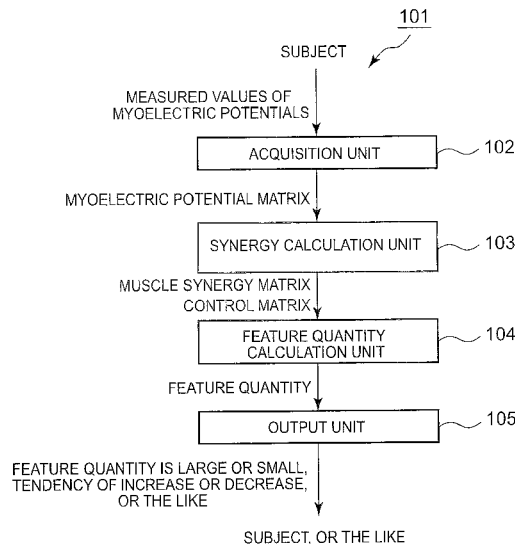 101
SUBJECT
MEASURED VALUES OF
MYOELECTRIC POTENTIALS
ACQUISITION UNIT
102
MYOELECTRIC POTENTIAL MATRIX
SYNERGY CALCULATION UNIT
103
MUSCLE SYNERGY MATRIX
CONTROL MATRIX
FEATURE QUANTITY
CALCULATION UNIT
104
FEATURE QUANTITY
OUTPUT UNIT
105
FEATURE QUANTITY IS LARGE OR SMALL,
TENDENCY OF INCREASE OR DECREASE,
OR THE LIKE
SUBJECT, OR THE LIKE